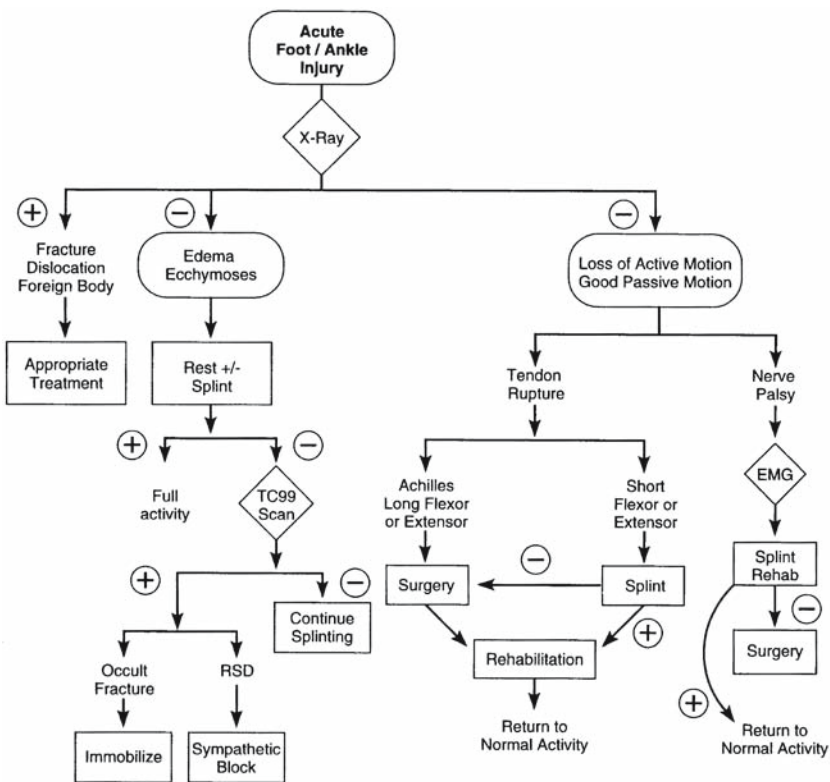 Acute
Foot / Ankle
Injury
X-Ray
+
−
−
Fracture
Dislocation
Foreign Body
Edema
Ecchymoses
Loss of Active Motion
Good Passive Motion
Appropriate
Treatment
Rest +/-
Splint
Tendon
Rupture
Nerve
Palsy
+
−
Full
activity
TC99
Scan
Achilles
Long Flexor
or Extensor
Short
Flexor or
Extensor
EMG
+
−
Continue
Splinting
Surgery
−
Splint
Splint
Rehab
+
−
Surgery
Occult
Fracture
RSD
Rehabilitation
+
Immobilize
Sympathetic
Block
Return to
Normal Activity
Return to
Normal Activity